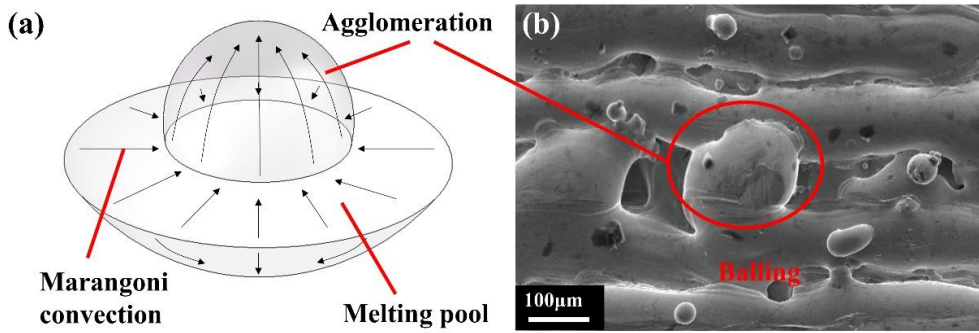 (a)
Agglomeration
(b)
Marangoni
convection
Melting pool
Balling
100μm